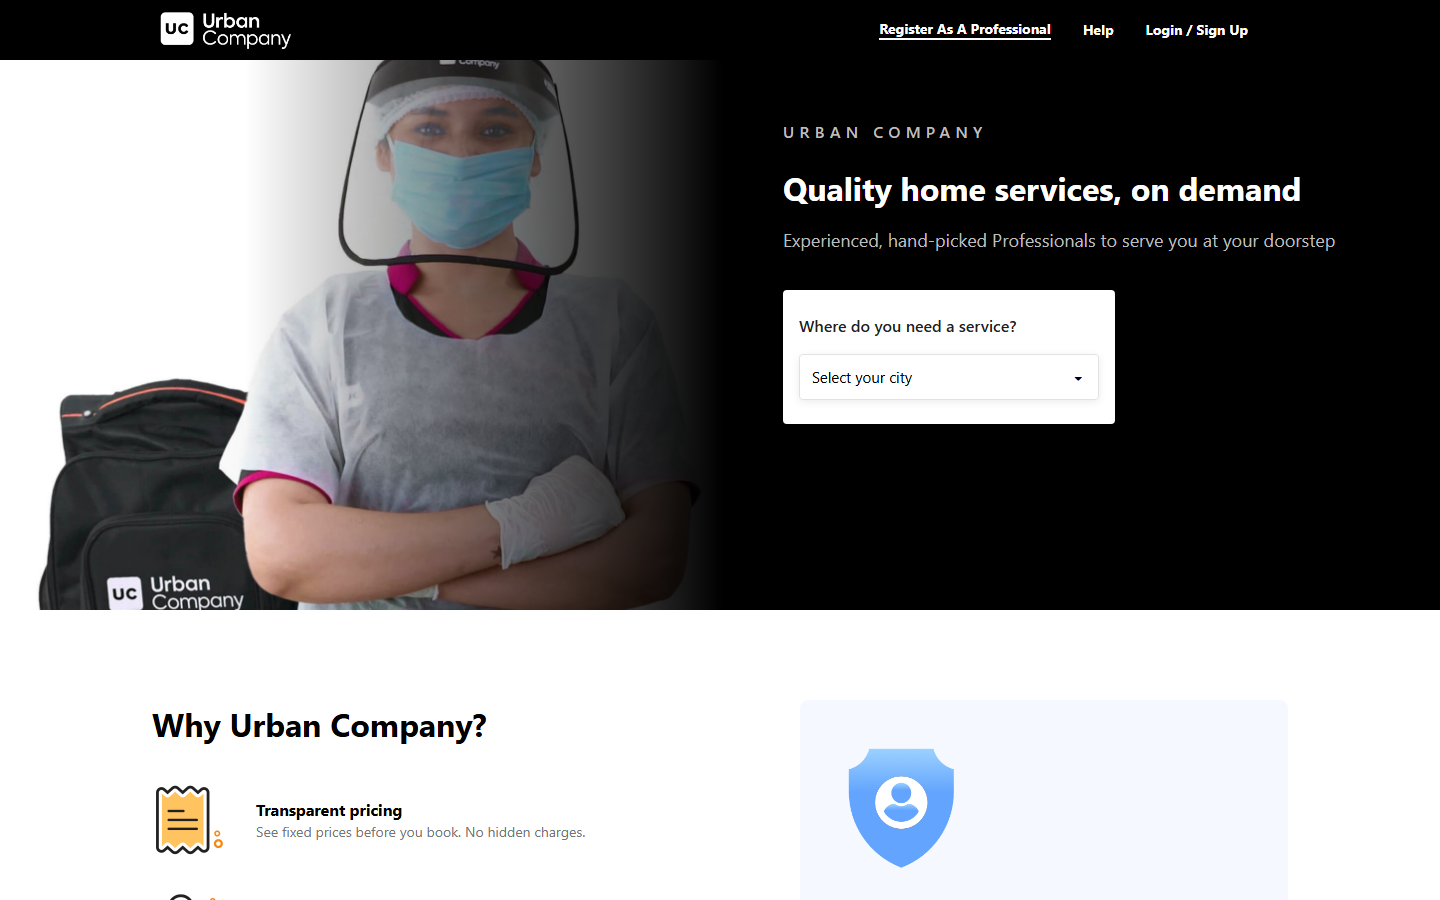 UC Urban
Company
Register As A Professional
Help
Login / Sign Up
Company
URBAN COMPANY
Quality home services, on demand
Experienced, hand-picked Professionals to serve you at your doorstep
Where do you need a service?
Select your city
UC
UC Urban
Company
Why Urban Company?
Transparent pricing
See fixed prices before you book. No hidden charges.